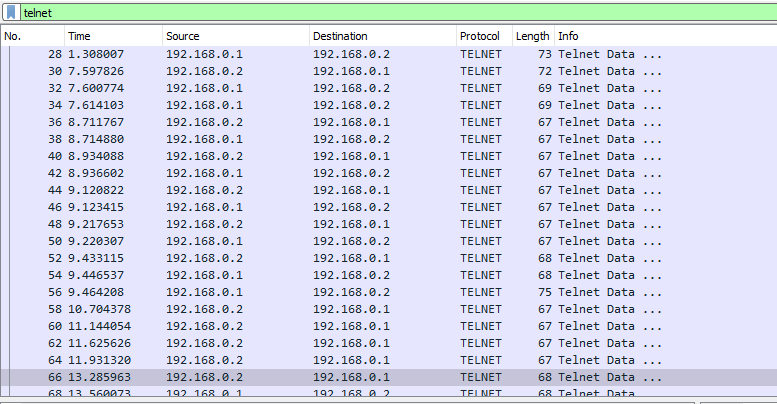 telnet
No. Time Source Destination Protocol Length Info
28 1.308007 192.168.0.1 192.168.0.2 TELNET 73 Telnet Data ...
30 7.597826 192.168.0.2 192.168.0.1 TELNET 72 Telnet Data ...
32 7.600774 192.168.0.1 192.168.0.2 TELNET 69 Telnet Data ...
34 7.614103 192.168.0.1 192.168.0.2 TELNET 69 Telnet Data ...
36 8.711767 192.168.0.2 192.168.0.1 TELNET 67 Telnet Data ...
38 8.714880 192.168.0.1 192.168.0.2 TELNET 67 Telnet Data ...
40 8.934088 192.168.0.2 192.168.0.1 TELNET 67 Telnet Data ...
42 8.936602 192.168.0.1 192.168.0.2 TELNET 67 Telnet Data ...
44 9.120822 192.168.0.2 192.168.0.1 TELNET 67 Telnet Data ...
46 9.123415 192.168.0.1 192.168.0.2 TELNET 67 Telnet Data ...
48 9.217653 192.168.0.2 192.168.0.1 TELNET 67 Telnet Data ...
50 9.220307 192.168.0.1 192.168.0.2 TELNET 67 Telnet Data ...
52 9.433115 192.168.0.2 192.168.0.1 TELNET 68 Telnet Data ...
54 9.446537 192.168.0.1 192.168.0.2 TELNET 68 Telnet Data ...
56 9.464208 192.168.0.1 192.168.0.2 TELNET 75 Telnet Data ...
58 10.704378 192.168.0.2 192.168.0.1 TELNET 67 Telnet Data ...
60 11.144054 192.168.0.2 192.168.0.1 TELNET 67 Telnet Data ...
62 11.625626 192.168.0.2 192.168.0.1 TELNET 67 Telnet Data ...
64 11.931320 192.168.0.2 192.168.0.1 TELNET 67 Telnet Data ...
66 13.285963 192.168.0.2 192.168.0.1 TELNET 68 Telnet Data ...
68 13.560073 192.168.0.1 192.168.0.2 TELNET 68 Telnet Data ...